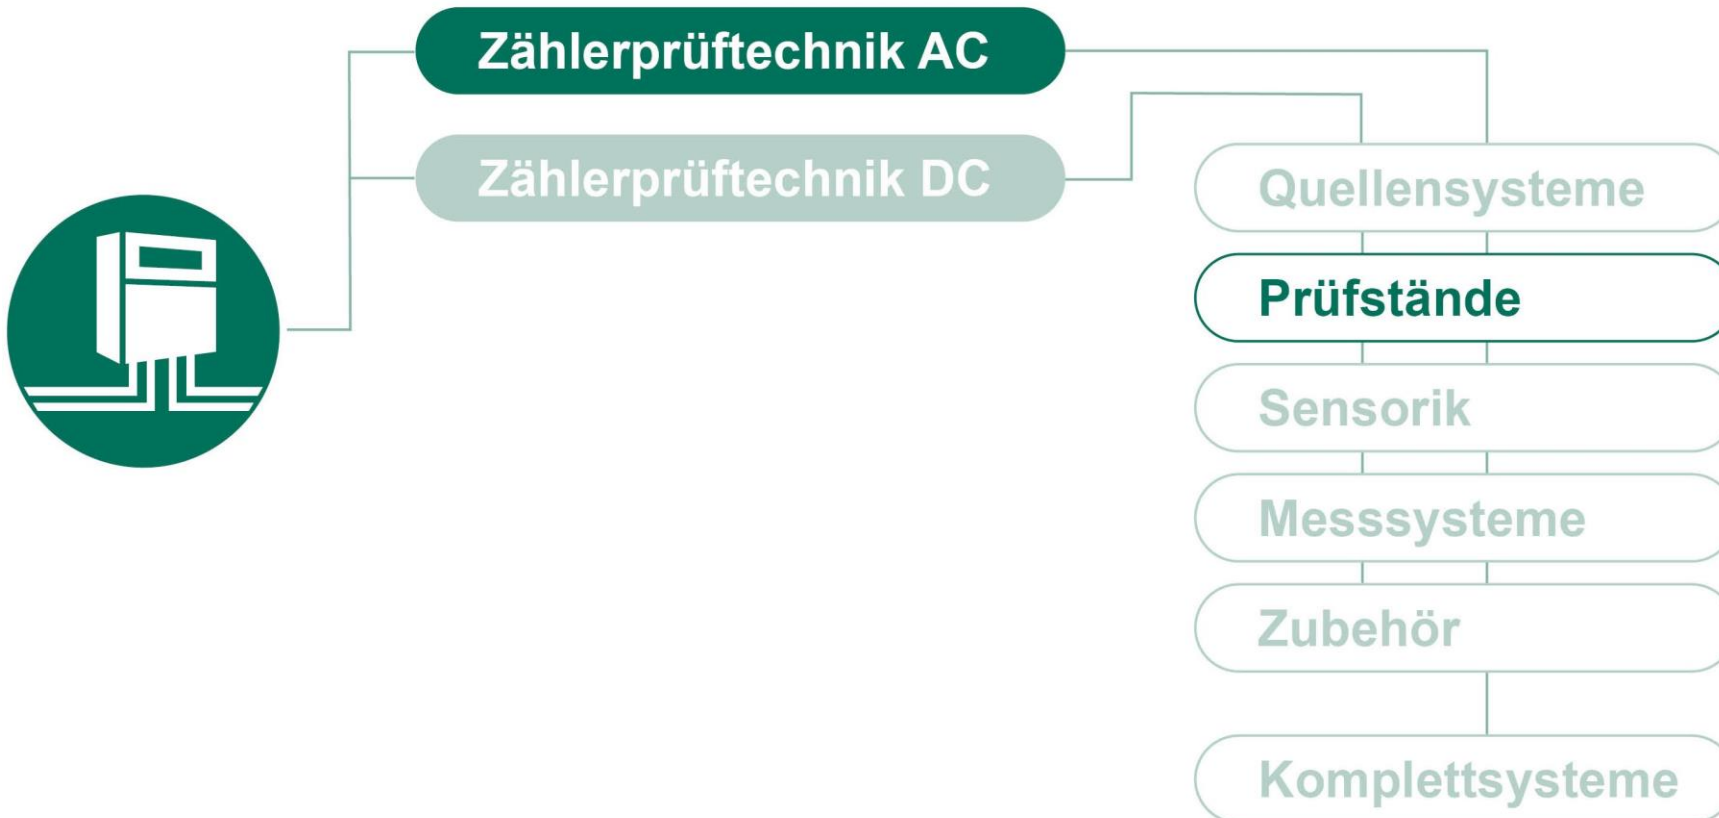 Zählerprüftechnik AC
Zählerprüftechnik DC
Quellensysteme
Prüfstände
Sensorik
Messsysteme
Zubehör
Komplettsysteme